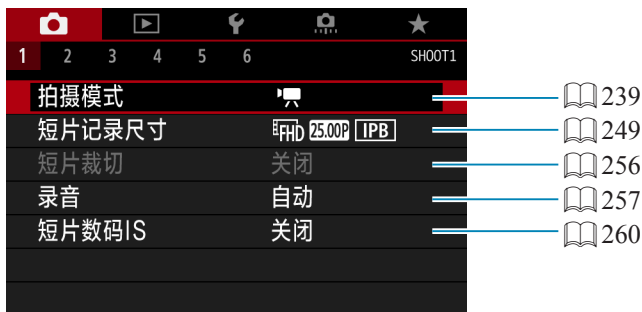 1 2 3 4 5 6 SHOOT1
拍摄模式 239
短片记录尺寸 FHD 25.00P IPB 249
短片裁切 关闭 256
录音 自动 257
短片数码IS 关闭 260